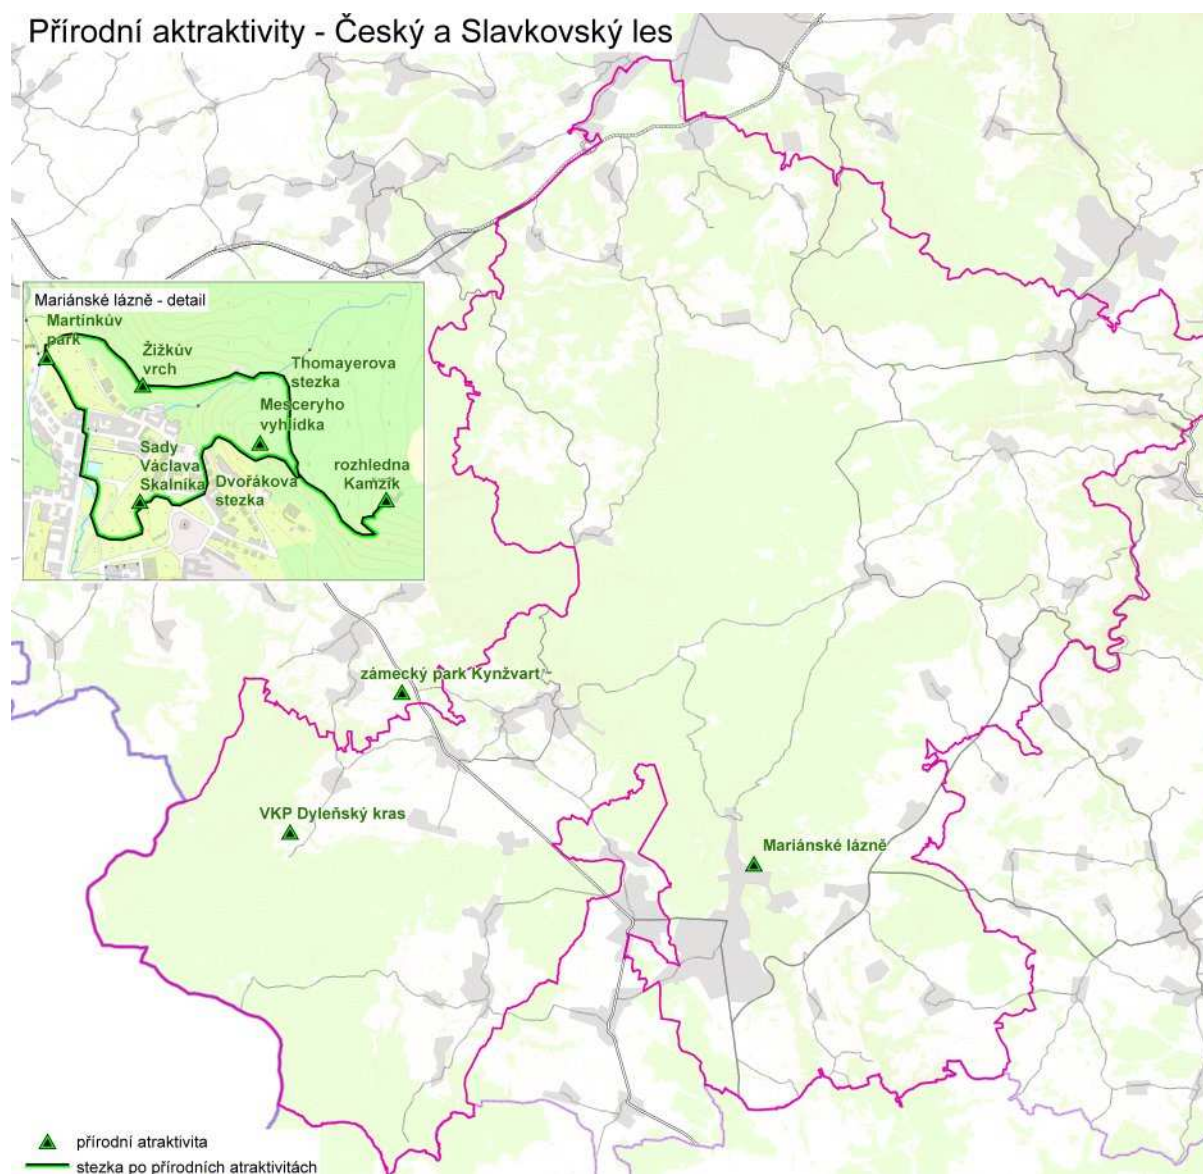 Přírodní aktraktivity - Český a Slavkovský les
Mariánské lázně - detail
Martínkův
park
Žižkův
vrch
Thomayerova
stezka
Mesceryho
vyhlídka
Sady
Václava
Skalníka
Dvořákova
stezka
rozhledna
Kamzík
zámecký park Kynžvart
VKP Dyleňský kras
Mariánské lázně
přírodní atraktivita
stezka po přírodních atraktivitách